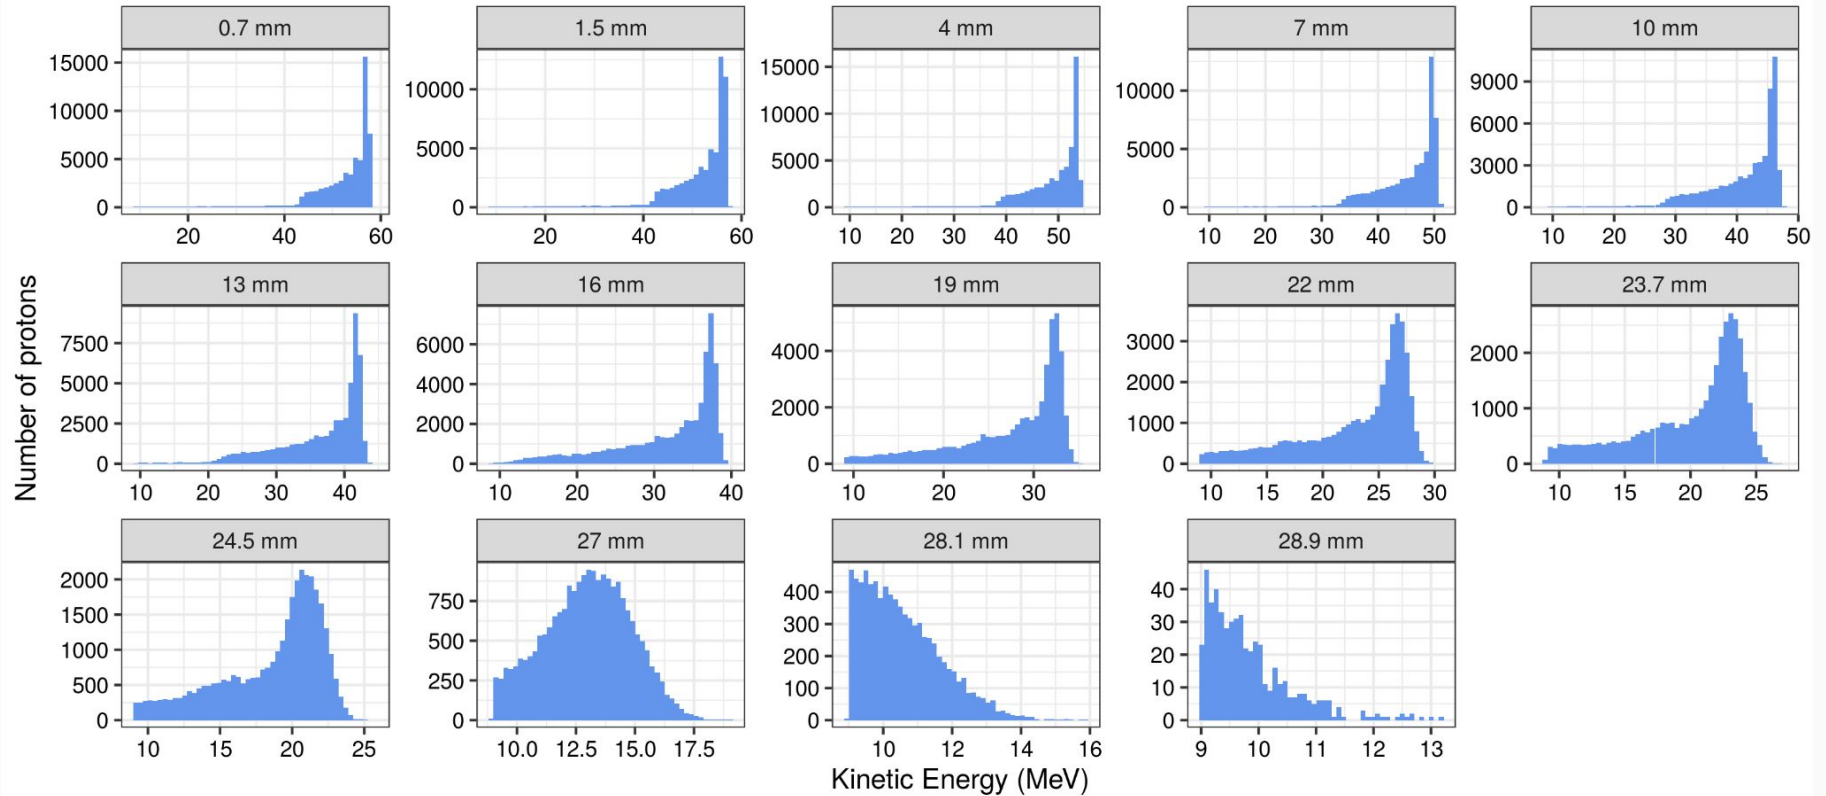 0.7 mm 1.5 mm 4 mm 7 mm 10 mm
15000 10000 5000 0
10000 5000 0
15000 10000 5000 0
10000 5000 0
9000 6000 3000 0
20 40 60
20 40 60
10 20 30 40 50
10 20 30 40 50
10 20 30 40 50
Number of protons
13 mm 16 mm 19 mm 22 mm 23.7 mm
7500 5000 2500 0
6000 4000 2000 0
4000 2000 0
3000 2000 1000 0
2000 1000 0
10 20 30 40
10 20 30 40
10 20 30
10 15 20 25 30
10 15 20 25
24.5 mm 27 mm 28.1 mm 28.9 mm
2000 1500 1000 500 0
750 500 250 0
400 300 200 100 0
40 30 20 10 0
10 15 20 25
10.0 12.5 15.0 17.5
10 12 14 16
9 10 11 12 13
Kinetic Energy (MeV)